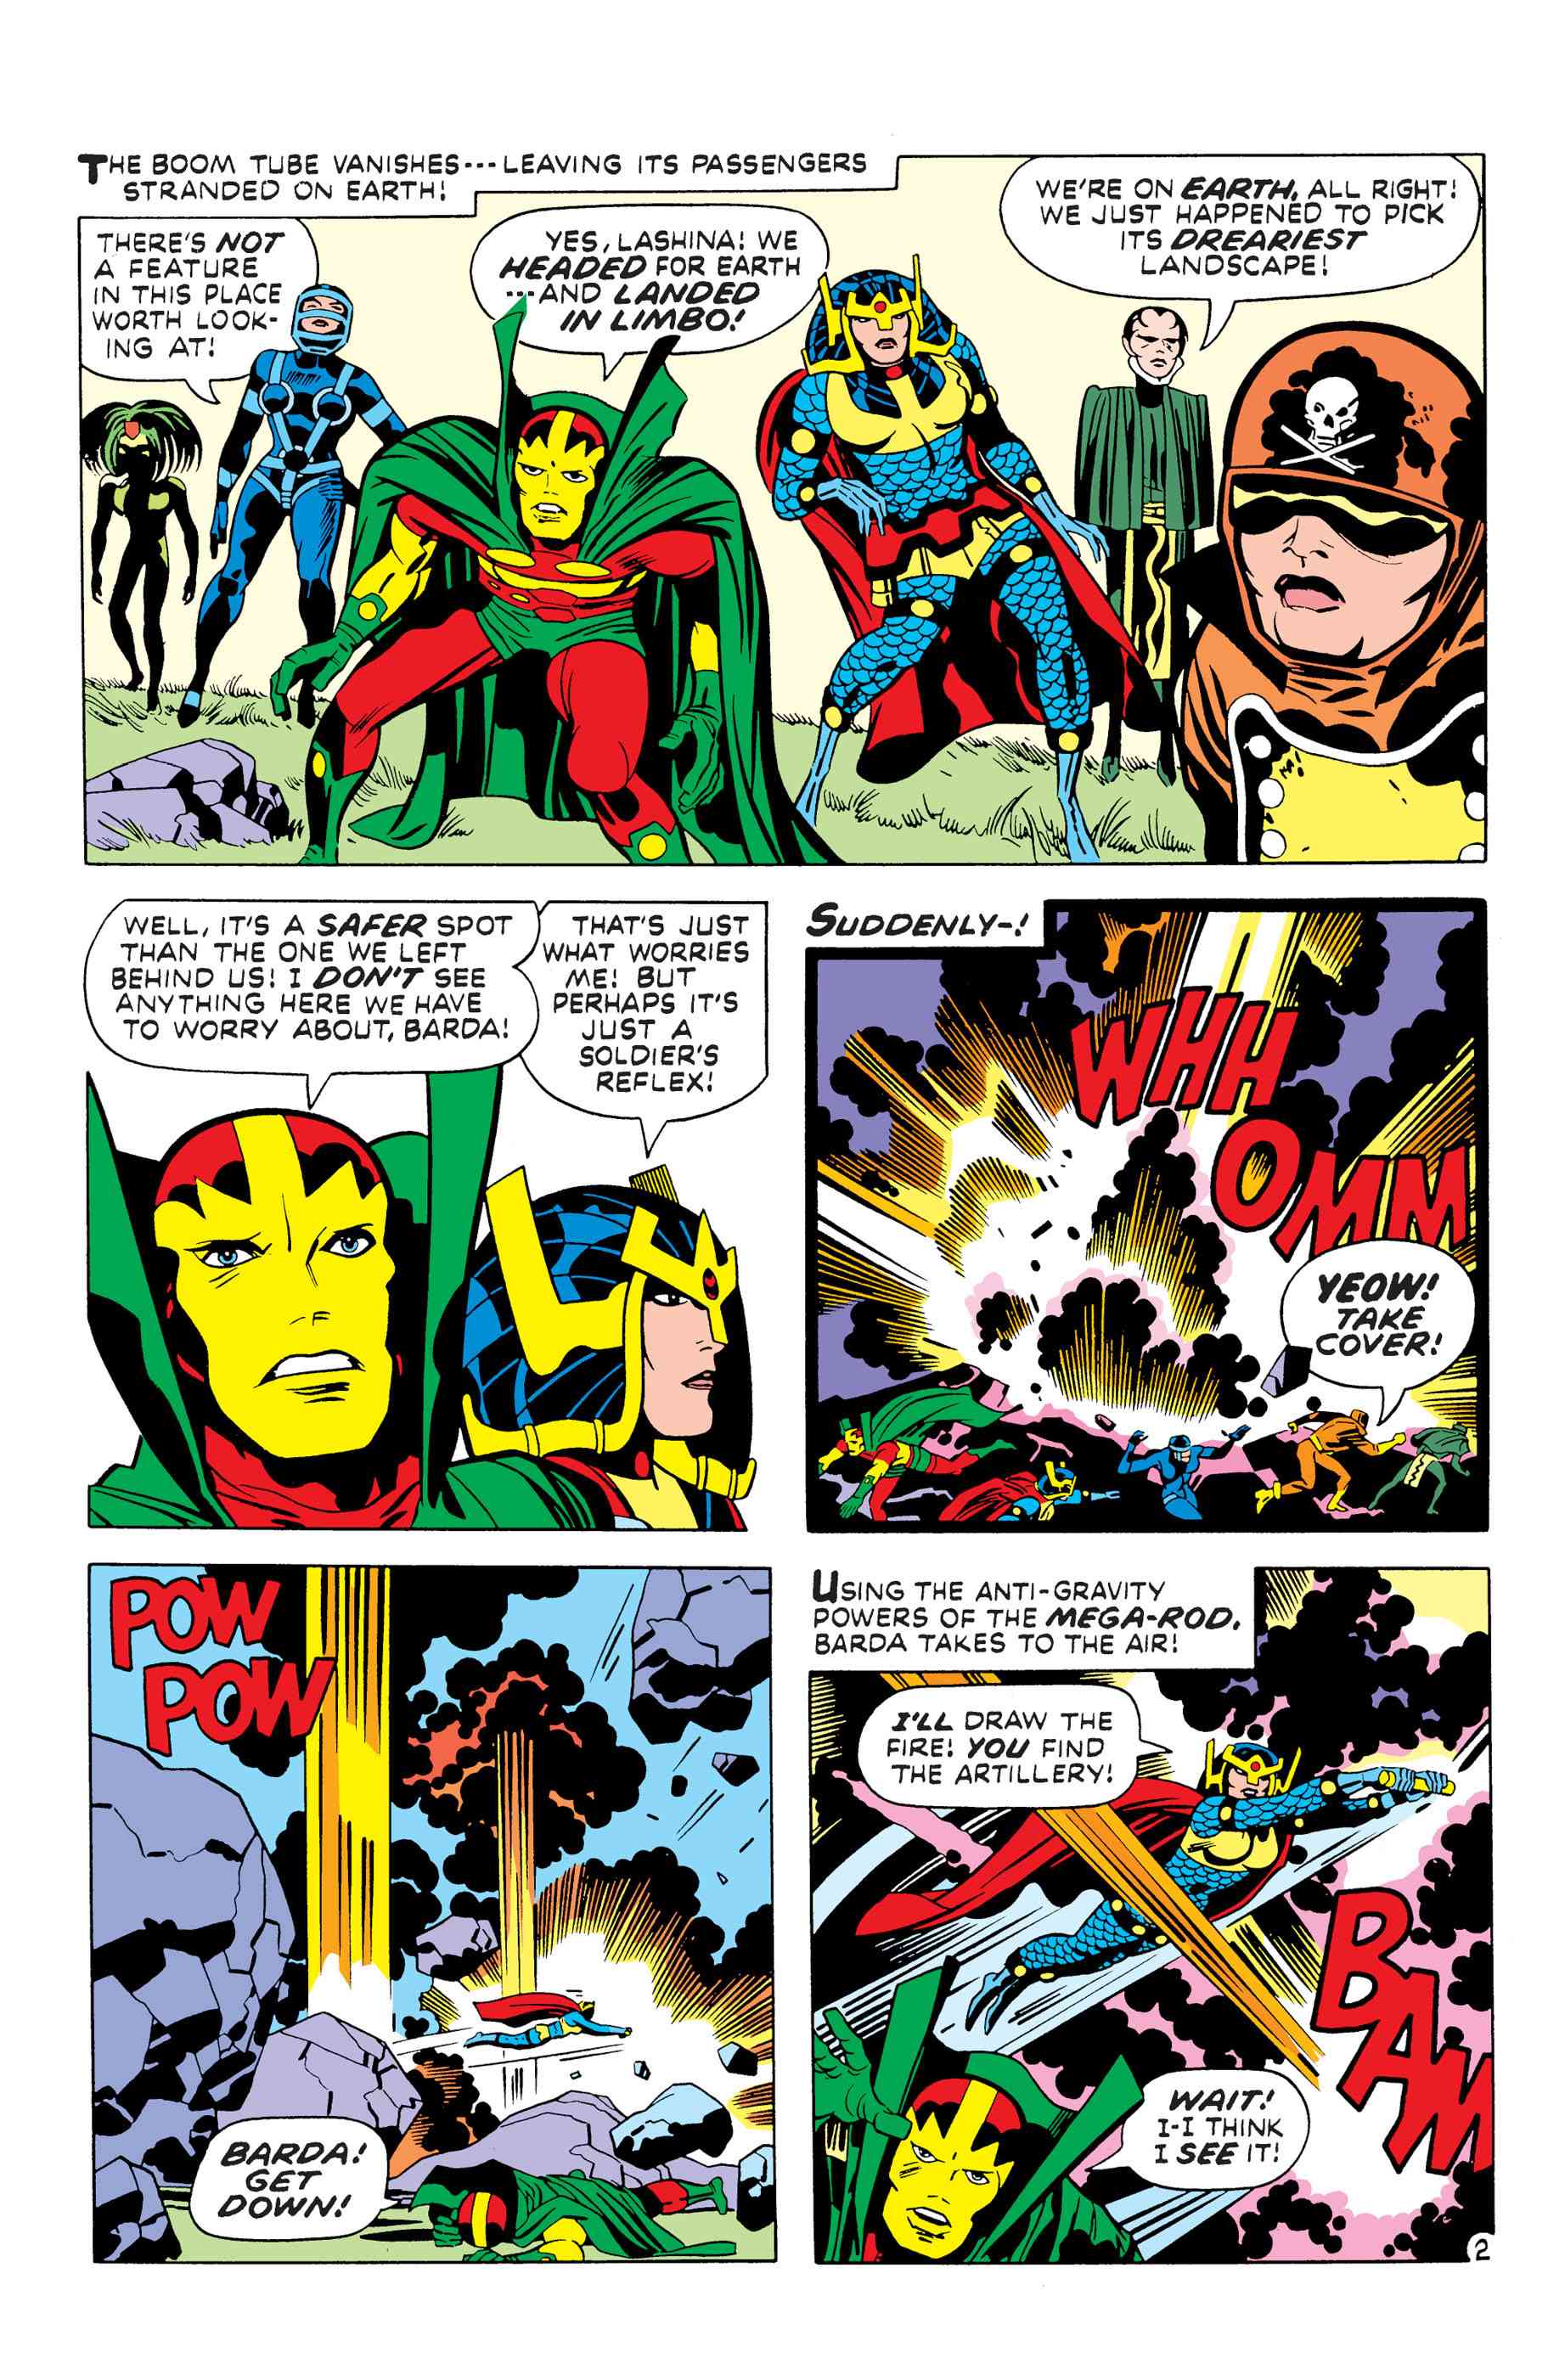 THE BOOM TUBE VANISHES--- LEAVING ITS PASSENGERS
STRANDED ON EARTH!
THERE'S NOT
A FEATURE
IN THIS PLACE
WORTH LOOK-
ING AT!
YES, LASHINA! WE
HEADED FOR EARTH
---AND LANDED
IN LIMBO!
WE'RE ON EARTH, ALL RIGHT!
WE JUST HAPPENED TO PICK
ITS DREARIEST
LANDSCAPE!
WELL, IT'S A SAFER SPOT
THAN THE ONE WE LEFT
BEHIND US! I DON'T SEE
ANYTHING HERE WE HAVE
TO WORRY ABOUT, BARDA!
THAT'S JUST
WHAT WORRIES
ME! BUT
PERHAPS IT'S
JUST A
SOLDIER'S
REFLEX!
SUDDENLY-!
WHH
OMM
YEOW!
TAKE
COVER!
POW
POW
BARDA!
GET
DOWN!
USING THE ANTI-GRAVITY
POWERS OF THE MEGA-ROD,
BARDA TAKES TO THE AIR!
I'LL DRAW THE
FIRE! YOU FIND
THE ARTILLERY!
BAM
WAIT!
I-I THINK
I SEE IT!
2